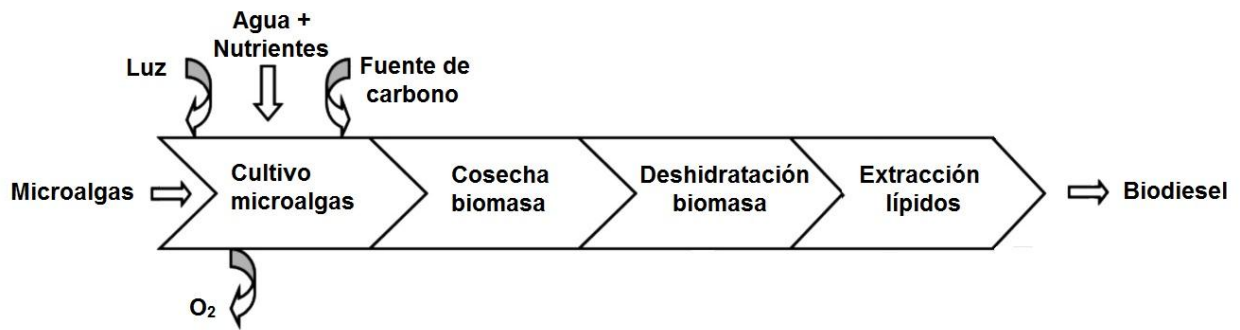 Agua +
Nutrientes
Luz
Fuente de
carbono
Microalgas
Cultivo
microalgas
Cosecha
biomasa
Deshidratación
biomasa
Extracción
lípidos
Biodiesel
O₂